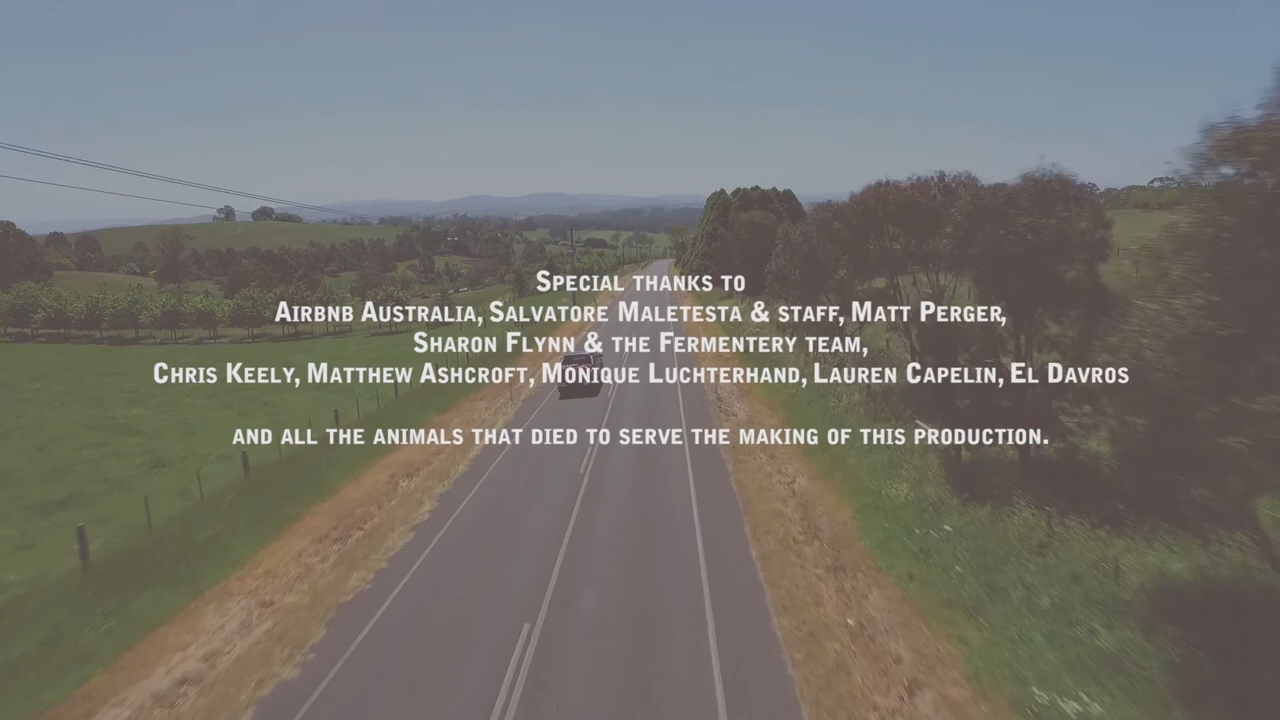 Special thanks to
Airbnb Australia, Salvatore Maletesta & staff, Matt Perger,
Sharon Flynn & the Fermentery team,
Chris Keely, Matthew Ashcroft, Monique Luchterhand, Lauren Capelin, El Davros
and all the animals that died to serve the making of this production.